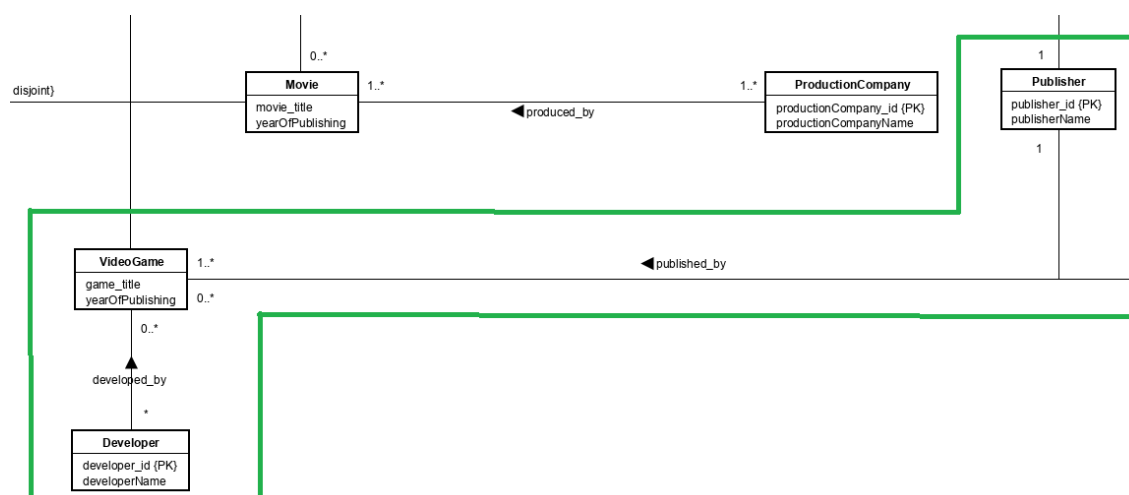 0..*
1
Movie
movie_title
yearOfPublishing
1..*
1..*
ProductionCompany
productionCompany_id {PK}
productionCompanyName
Publisher
publisher_id {PK}
publisherName
disjoint}
produced_by
1
VideoGame
game_title
yearOfPublishing
1..*
published_by
0..*
0..*
developed_by
*
Developer
developer_id {PK}
developerName